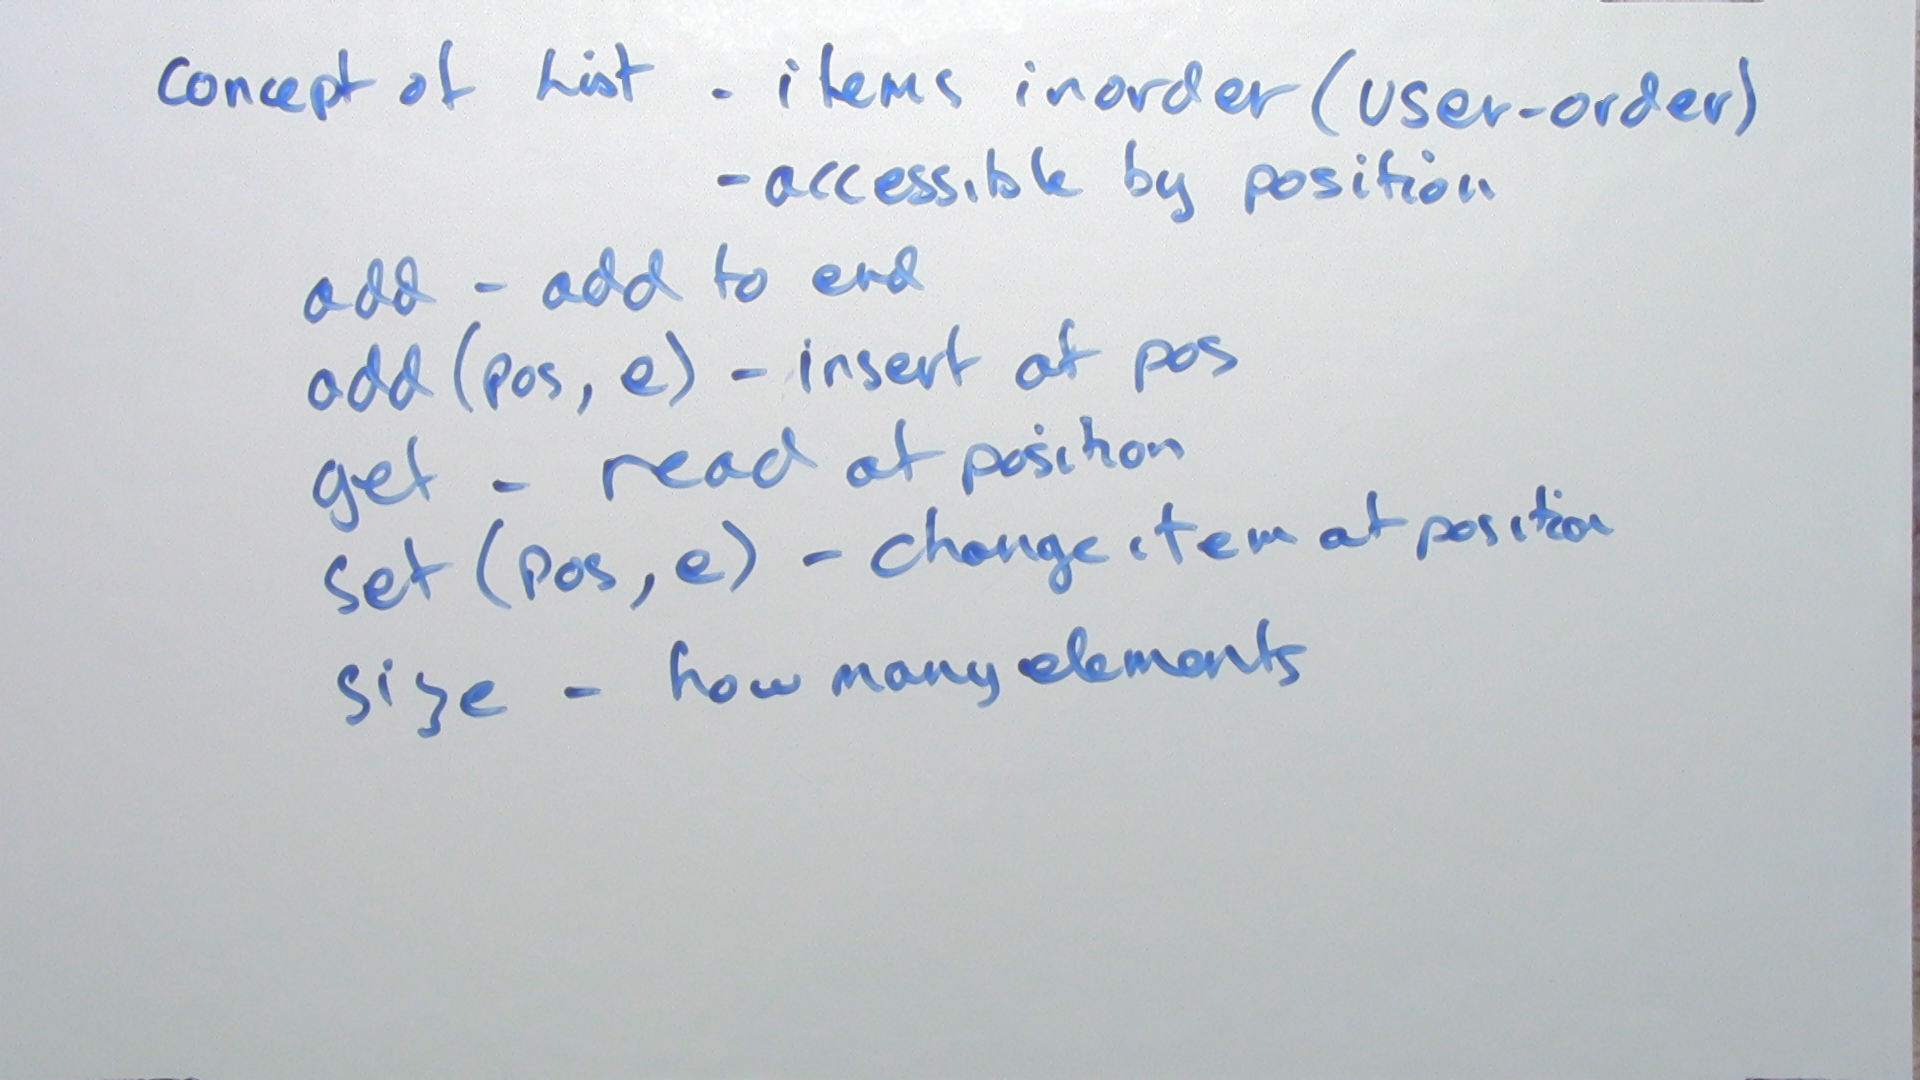 Concept of List - items inorder (user-order)
- accessible by position
add - add to end
add (pos, e) - insert at pos
get - read at position
set (pos, e) - change item at position
size - how many elements